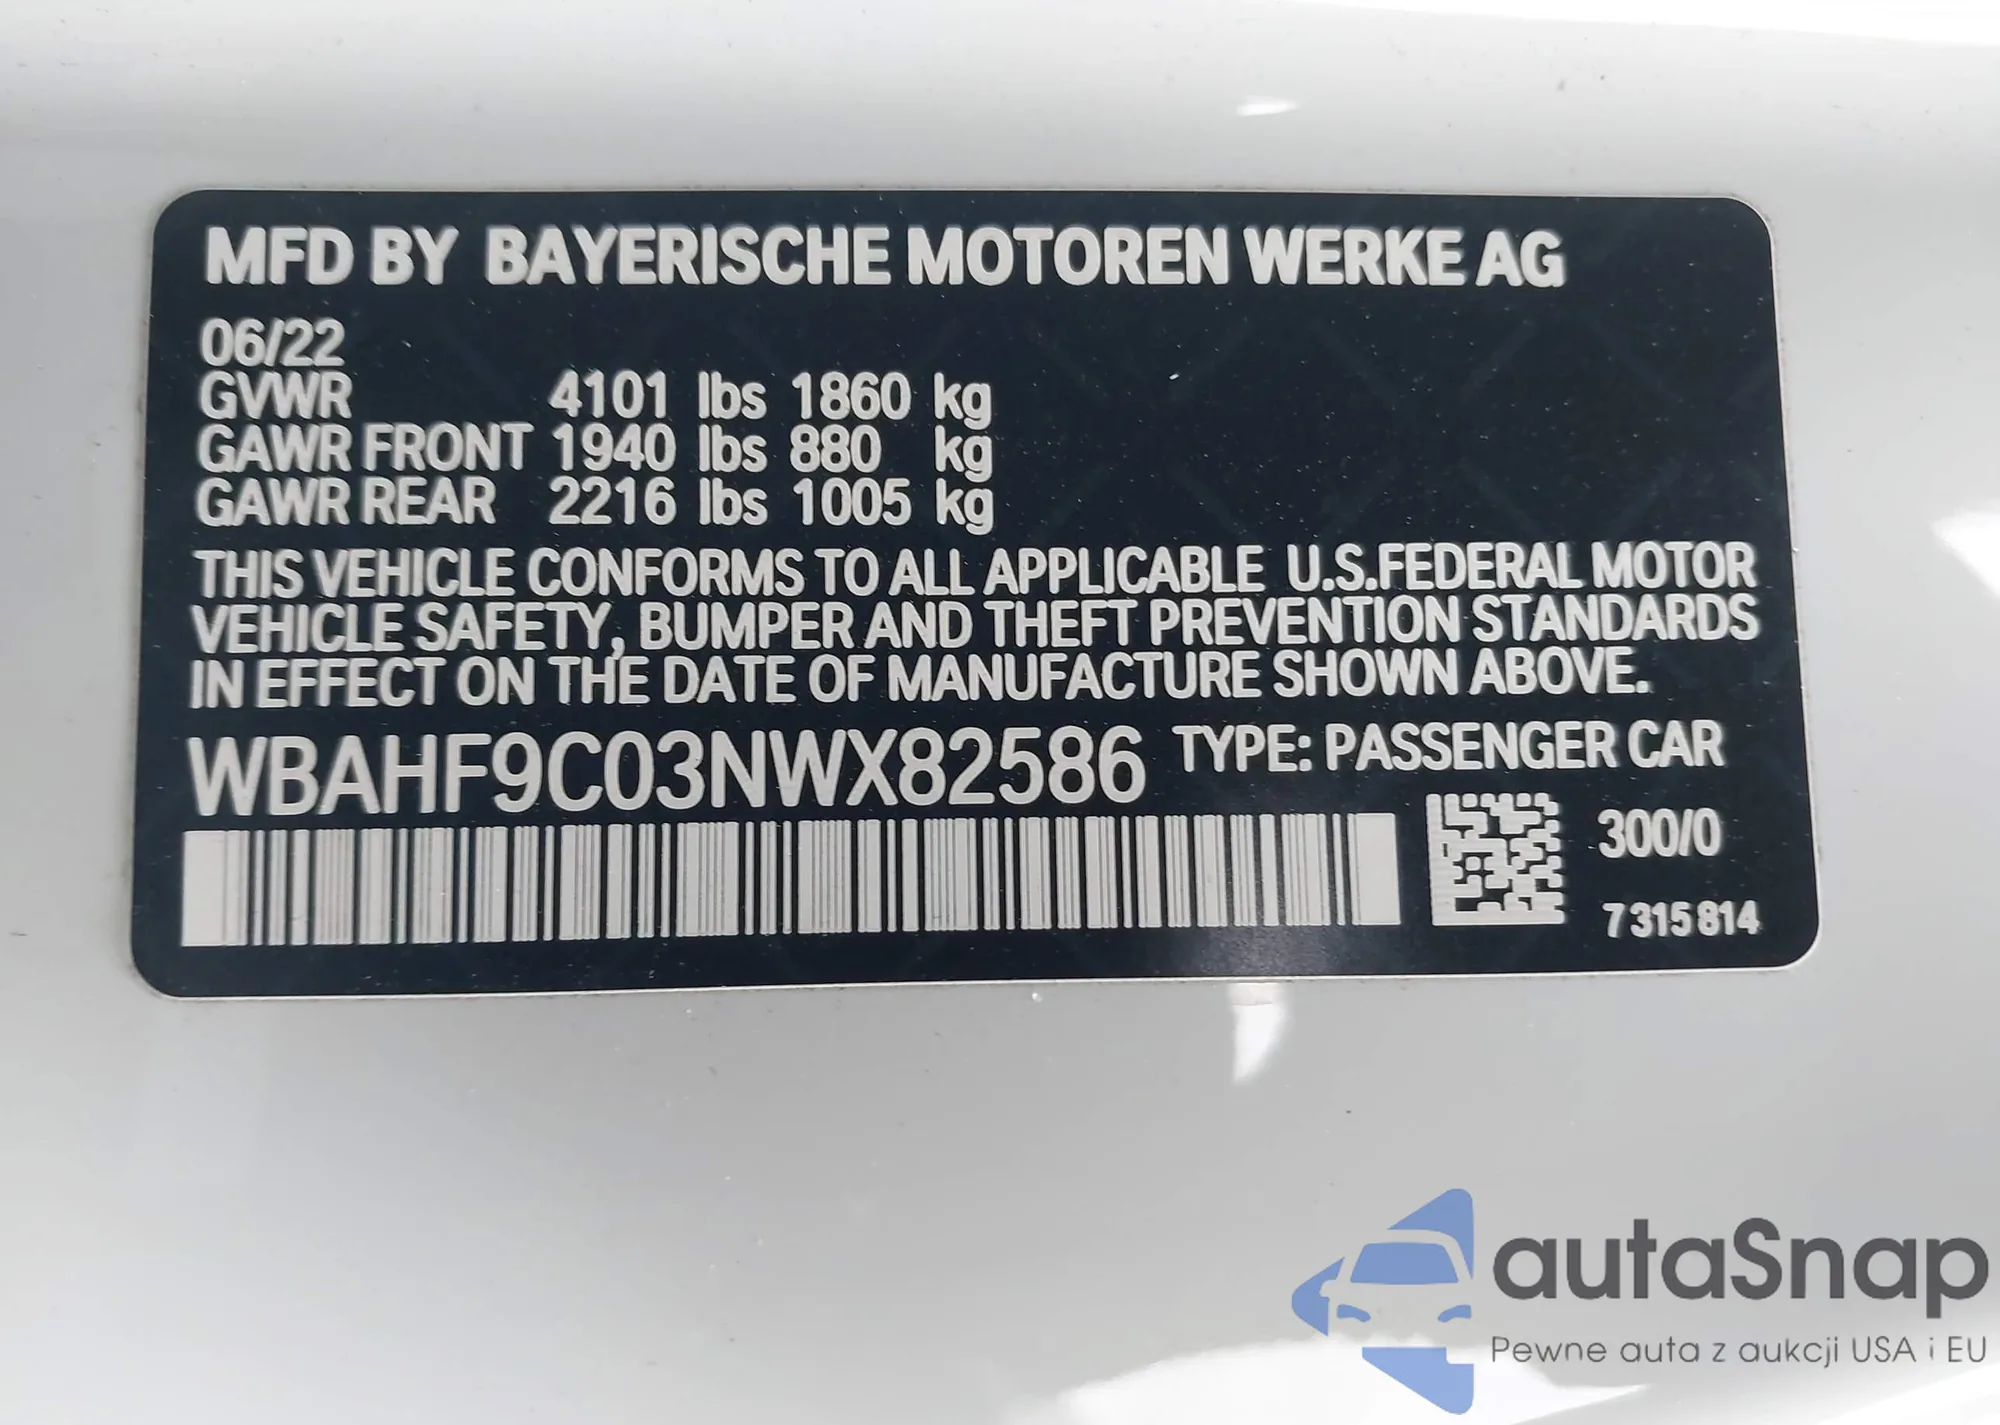 MFD BY BAYERISCHE MOTOREN WERKE AG
06/22
GVWR 4101 lbs 1860 kg
GAWR FRONT 1940 lbs 880 kg
GAWR REAR 2216 lbs 1005 kg
THIS VEHICLE CONFORMS TO ALL APPLICABLE U.S.FEDERAL MOTOR
VEHICLE SAFETY, BUMPER AND THEFT PREVENTION STANDARDS
IN EFFECT ON THE DATE OF MANUFACTURE SHOWN ABOVE.
WBAHF9C03NWX82586 TYPE: PASSENGER CAR
300/0
7315814
autaSnap
Pewne auta z aukcji USA i EU